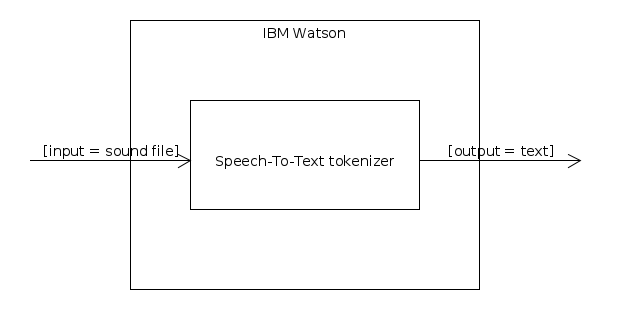 IBM Watson
[input = sound file]
Speech-To-Text tokenizer
[output = text]